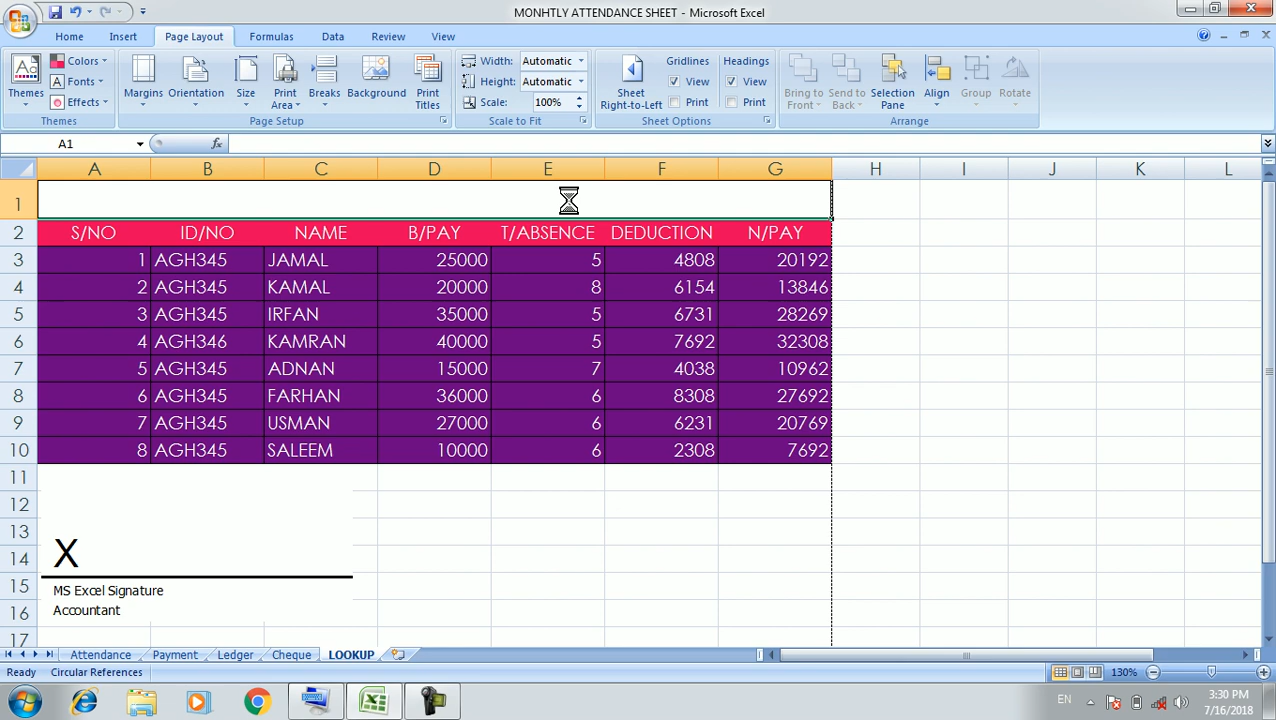 MONHTLY ATTENDANCE SHEET - Microsoft Excel
Home Insert Page Layout Formulas Data Review View
Themes Colors Fonts Effects Margins Orientation Size Print Area Breaks Background Print Titles Width: Automatic Height: Automatic Scale: 100% Sheet Right-to-Left Gridlines View Print Headings View Print Bring to Front Send to Back Selection Pane Align Group Rotate
Themes Page Setup Scale to Fit Sheet Options Arrange
A1 fx
A B C D E F G H I J K L
1
2 S/NO ID/NO NAME B/PAY T/ABSENCE DEDUCTION N/PAY
3 1 AGH345 JAMAL 25000 5 4808 20192
4 2 AGH345 KAMAL 20000 8 6154 13846
5 3 AGH345 IRFAN 35000 5 6731 28269
6 4 AGH346 KAMRAN 40000 5 7692 32308
7 5 AGH345 ADNAN 15000 7 4038 10962
8 6 AGH345 FARHAN 36000 6 8308 27692
9 7 AGH345 USMAN 27000 6 6231 20769
10 8 AGH345 SALEEM 10000 6 2308 7692
11
12
13
14 X
15 MS Excel Signature
16 Accountant
17
Attendance Payment Ledger Cheque LOOKUP
Ready Circular References 130%
EN 3:30 PM
7/16/2018